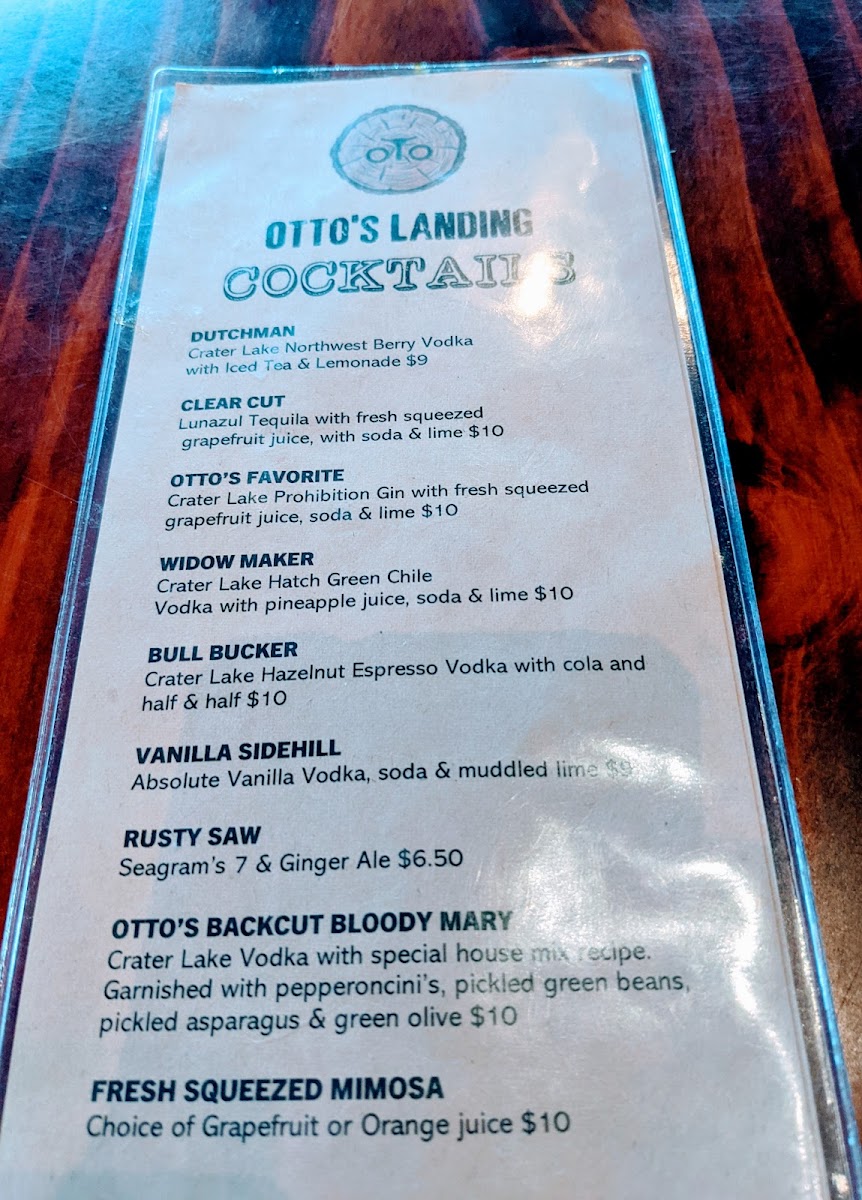 OTO
OTTO'S LANDING
COCKTAILS
DUTCHMAN
Crater Lake Northwest Berry Vodka
with Iced Tea & Lemonade $9
CLEAR CUT
Lunazul Tequila with fresh squeezed
grapefruit juice, with soda & lime $10
OTTO'S FAVORITE
Crater Lake Prohibition Gin with fresh squeezed
grapefruit juice, soda & lime $10
WIDOW MAKER
Crater Lake Hatch Green Chile
Vodka with pineapple juice, soda & lime $10
BULL BUCKER
Crater Lake Hazelnut Espresso Vodka with cola and
half & half $10
VANILLA SIDEHILL
Absolute Vanilla Vodka, soda & muddled lime $9
RUSTY SAW
Seagram's 7 & Ginger Ale $6.50
OTTO'S BACKCUT BLOODY MARY
Crater Lake Vodka with special house mix recipe.
Garnished with pepperoncini's, pickled green beans,
pickled asparagus & green olive $10
FRESH SQUEEZED MIMOSA
Choice of Grapefruit or Orange juice $10